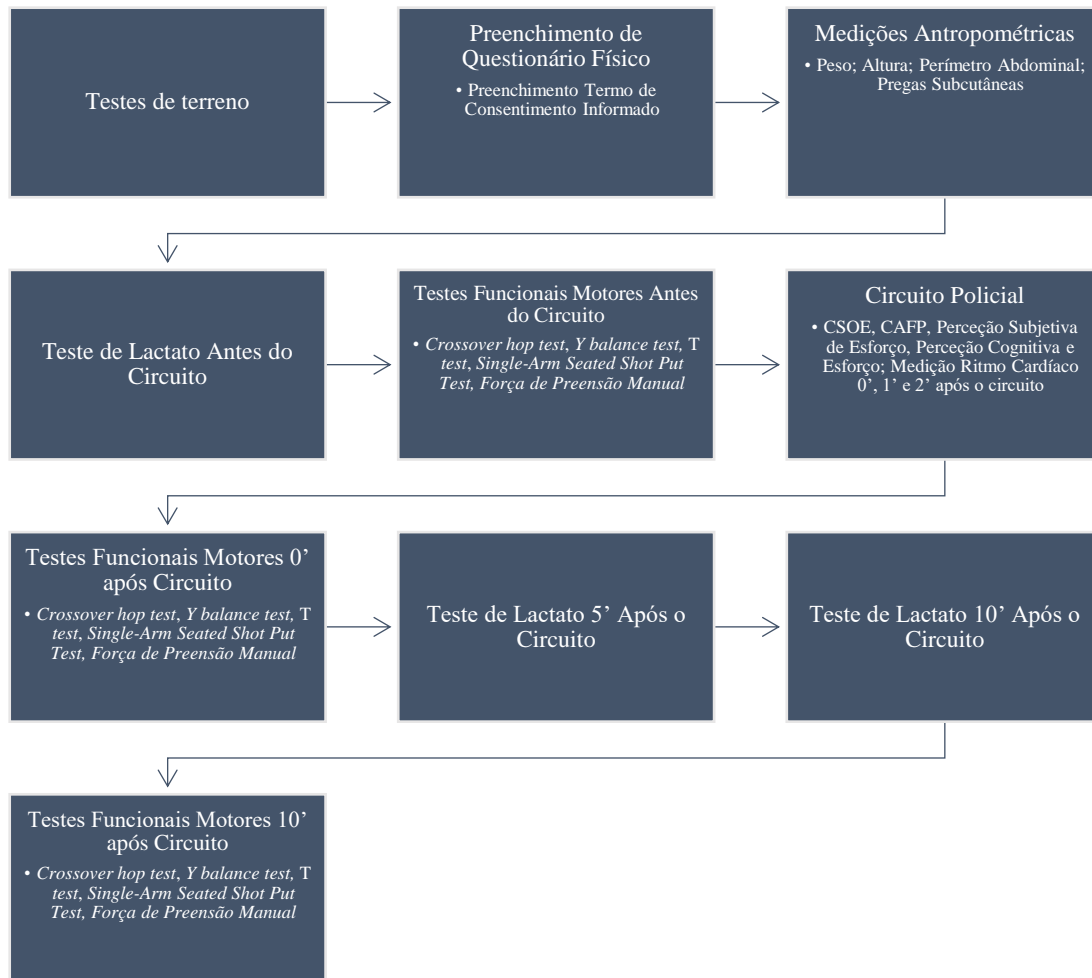 Testes de terreno
Preenchimento de
Questionário Físico
• Preenchimento Termo de
Consentimento Informado
Medições Antropométricas
• Peso; Altura; Perímetro Abdominal;
Pregas Subcutâneas
Teste de Lactato Antes do
Circuito
Testes Funcionais Motores Antes
do Circuito
• Crossover hop test, Y balance test, T
test, Single-Arm Seated Shot Put
Test, Força de Preensão Manual
Circuito Policial
• CSOE, CAFP, Perceção Subjetiva
de Esforço, Perceção Cognitiva e
Esforço; Medição Ritmo Cardíaco
0’, 1’ e 2’ após o circuito
Testes Funcionais Motores 0’
após Circuito
• Crossover hop test, Y balance test, T
test, Single-Arm Seated Shot Put
Test, Força de Preensão Manual
Teste de Lactato 5’ Após o
Circuito
Teste de Lactato 10’ Após o
Circuito
Testes Funcionais Motores 10’
após Circuito
• Crossover hop test, Y balance test, T
test, Single-Arm Seated Shot Put
Test, Força de Preensão Manual